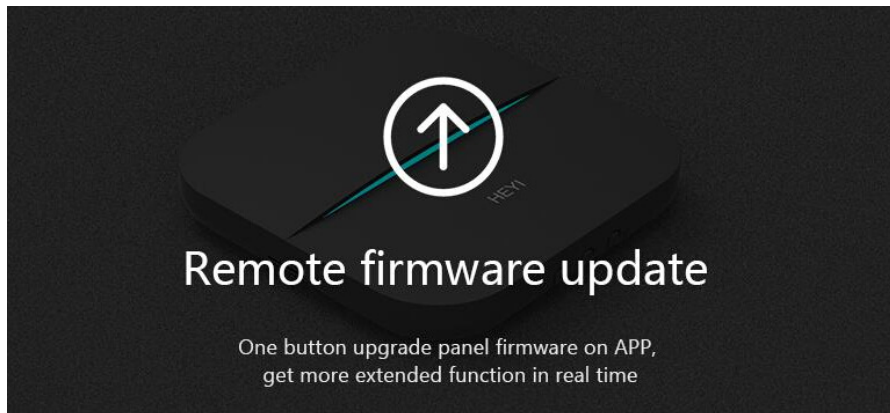 HEYI
Remote firmware update
One button upgrade panel firmware on APP,
get more extended function in real time